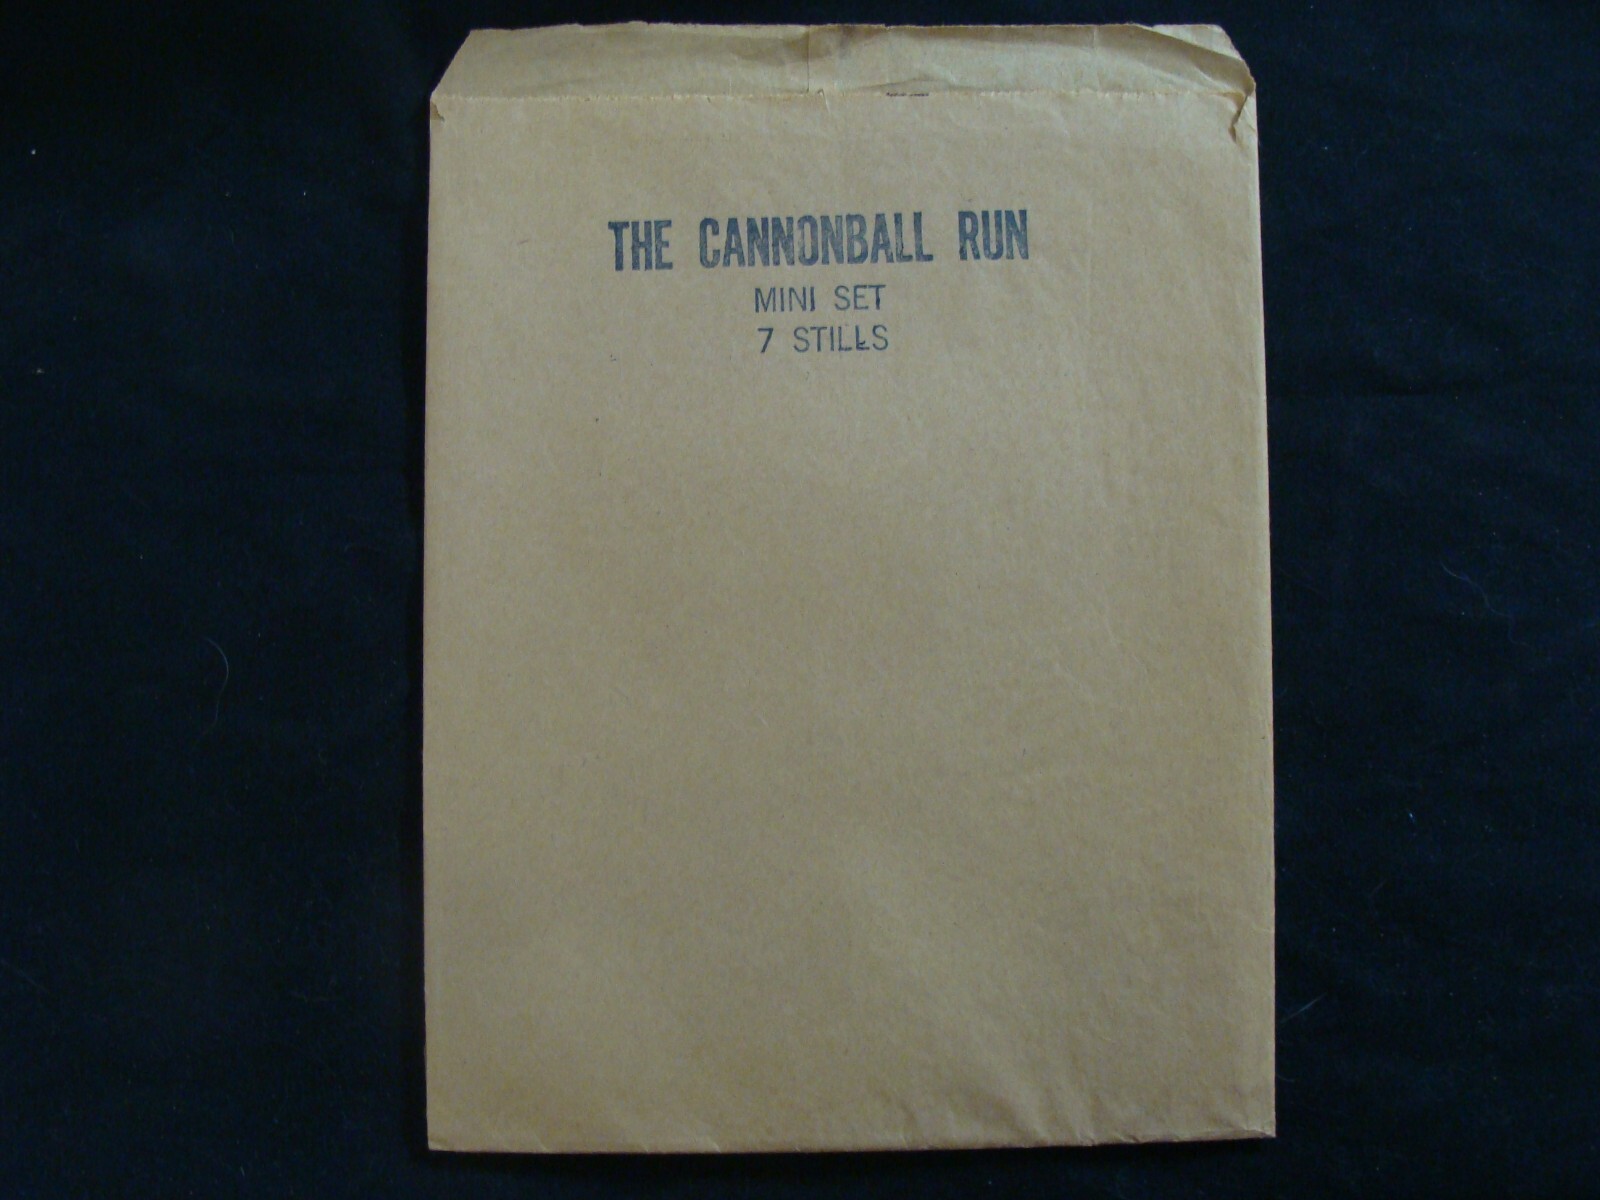 THE CANNONBALL RUN
MINI SET
7 STILLS